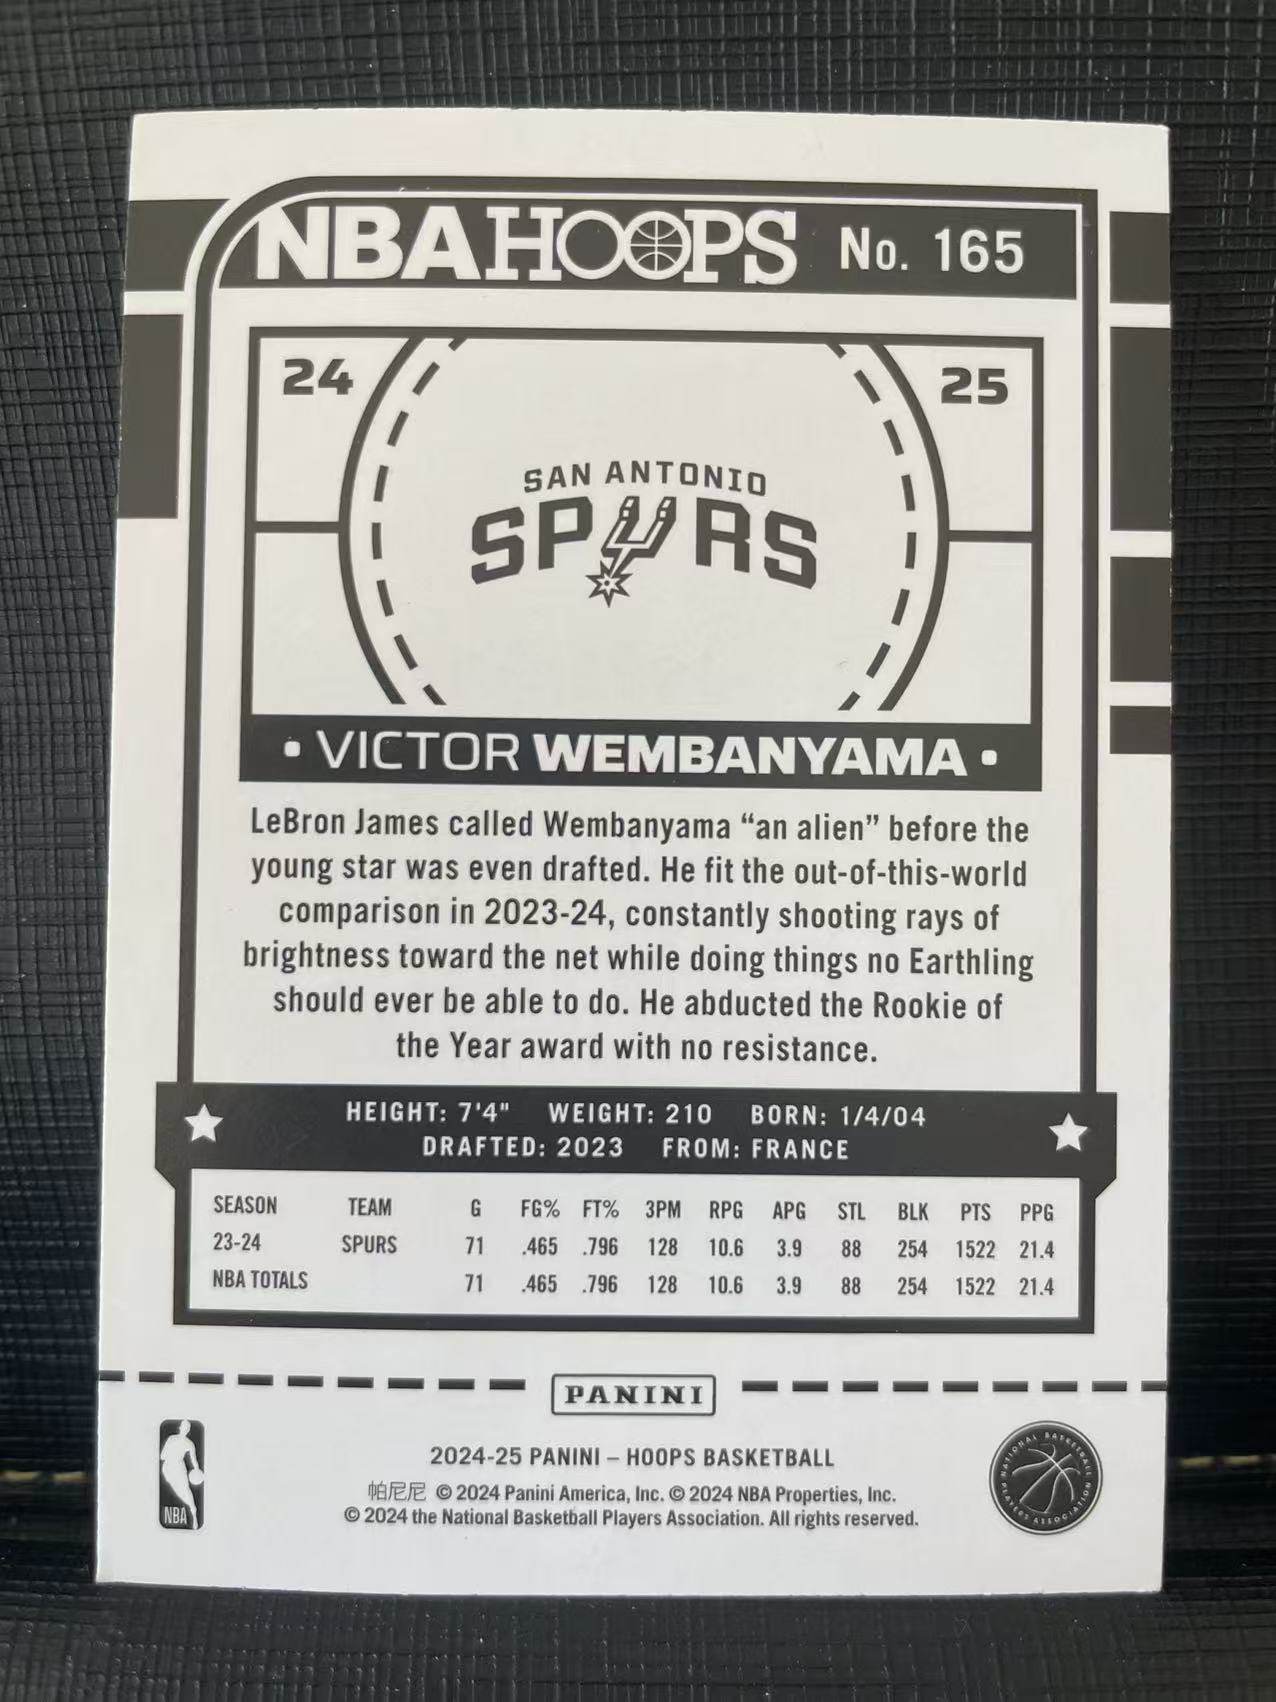 NBA HOOPS No. 165
24 25
SAN ANTONIO
SPURS
• VICTOR WEMBANYAMA •
LeBron James called Wembanyama “an alien” before the
young star was even drafted. He fit the out-of-this-world
comparison in 2023-24, constantly shooting rays of
brightness toward the net while doing things no Earthling
should ever be able to do. He abducted the Rookie of
the Year award with no resistance.
HEIGHT: 7'4" WEIGHT: 210 BORN: 1/4/04
DRAFTED: 2023 FROM: FRANCE
SEASON TEAM G FG% FT% 3PM RPG APG STL BLK PTS PPG
23-24 SPURS 71 .465 .796 128 10.6 3.9 88 254 1522 21.4
NBA TOTALS 71 .465 .796 128 10.6 3.9 88 254 1522 21.4
PANINI
2024-25 PANINI – HOOPS BASKETBALL
帕尼尼 © 2024 Panini America, Inc. © 2024 NBA Properties, Inc.
© 2024 the National Basketball Players Association. All rights reserved.
NBA
NATIONAL BASKETBALL PLAYERS ASSOCIATION